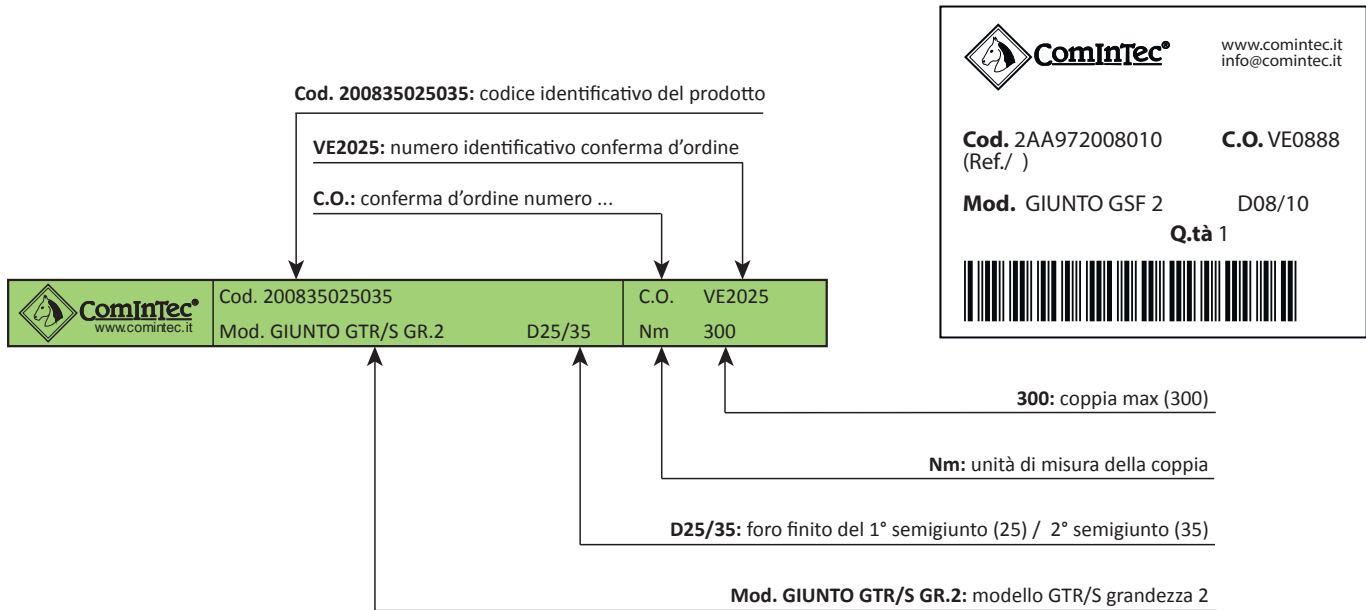 ComInTec®
www.comintec.it
info@comintec.it
Cod. 2AA972008010 C.O. VE0888
(Ref./ )
Mod. GIUNTO GSF 2 D08/10
Q.tà 1
Cod. 200835025035: codice identificativo del prodotto
VE2025: numero identificativo conferma d'ordine
C.O.: conferma d'ordine numero ...
ComInTec®
www.comintec.it
Cod. 200835025035 C.O. VE2025
Mod. GIUNTO GTR/S GR.2 D25/35 Nm 300
300: coppia max (300)
Nm: unità di misura della coppia
D25/35: foro finito del 1° semigiunto (25) / 2° semigiunto (35)
Mod. GIUNTO GTR/S GR.2: modello GTR/S grandezza 2